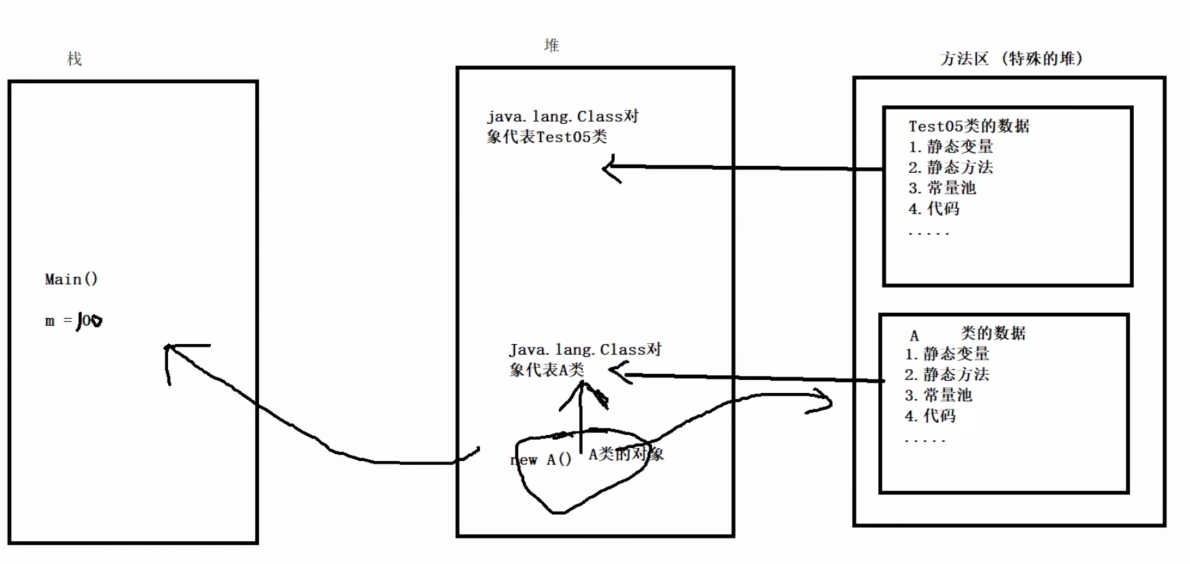 栈
堆
方法区 (特殊的堆)
java.lang.Class对
象代表Test05类
Test05类的数据
1.静态变量
2.静态方法
3.常量池
4.代码
.....
Main()
m = 100
Java.lang.Class对
象代表A类
new A() A类的对象
A 类的数据
1.静态变量
2.静态方法
3.常量池
4.代码
.....